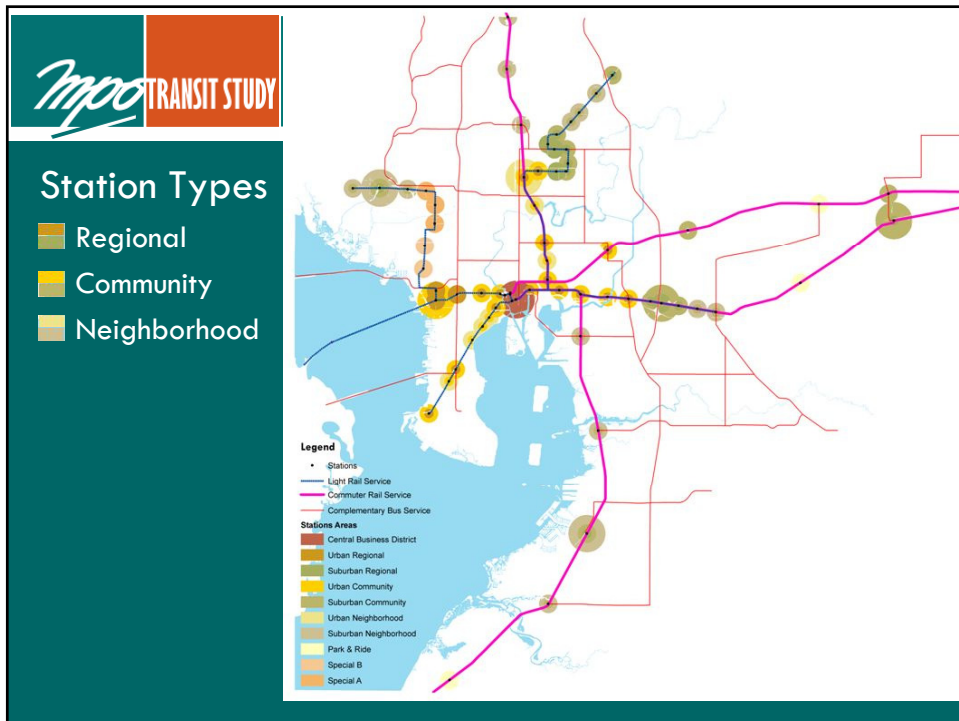 mpo TRANSIT STUDY
Station Types
Regional
Community
Neighborhood
Legend
Stations
Light Rail Service
Commuter Rail Service
Complementary Bus Service
Stations Areas
Central Business District
Urban Regional
Suburban Regional
Urban Community
Suburban Community
Urban Neighborhood
Suburban Neighborhood
Park & Ride
Special B
Special A